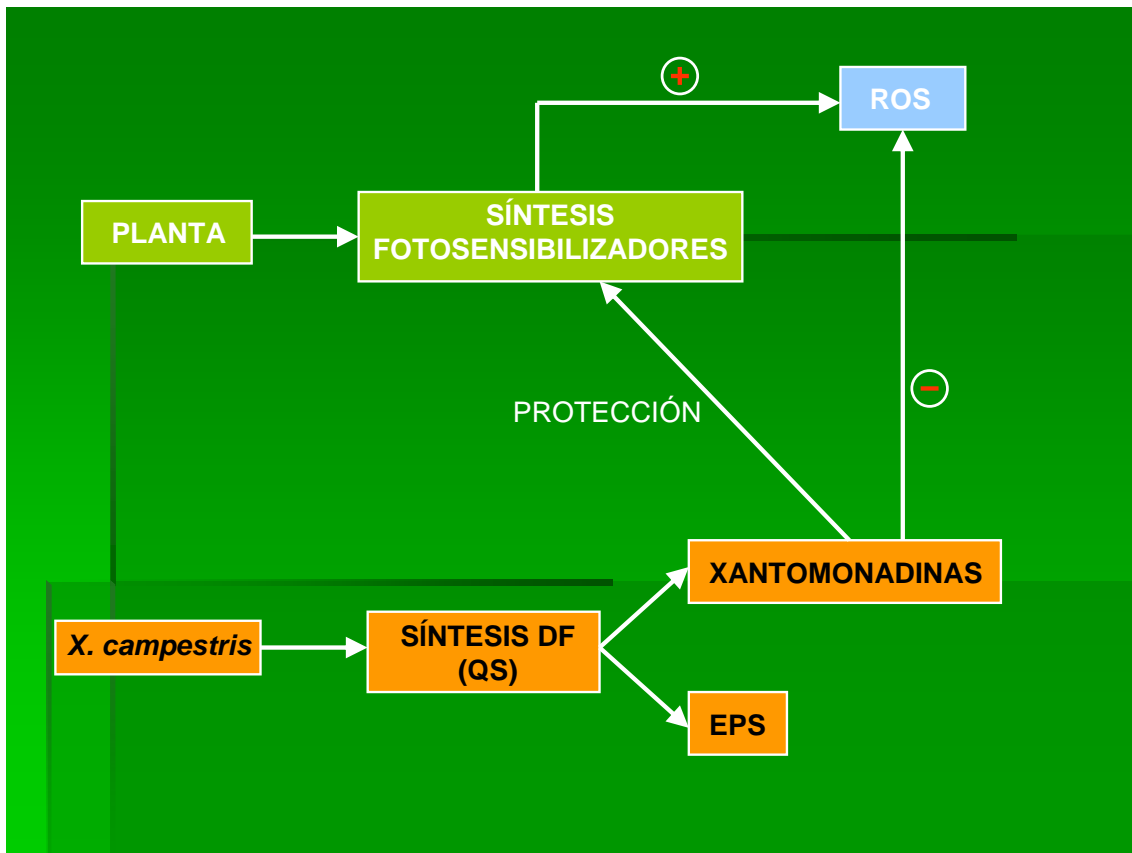 +
ROS
SÍNTESIS
FOTOSENSIBILIZADORES
PLANTA
−
PROTECCIÓN
XANTOMONADINAS
X. campestris
SÍNTESIS DF
(QS)
EPS